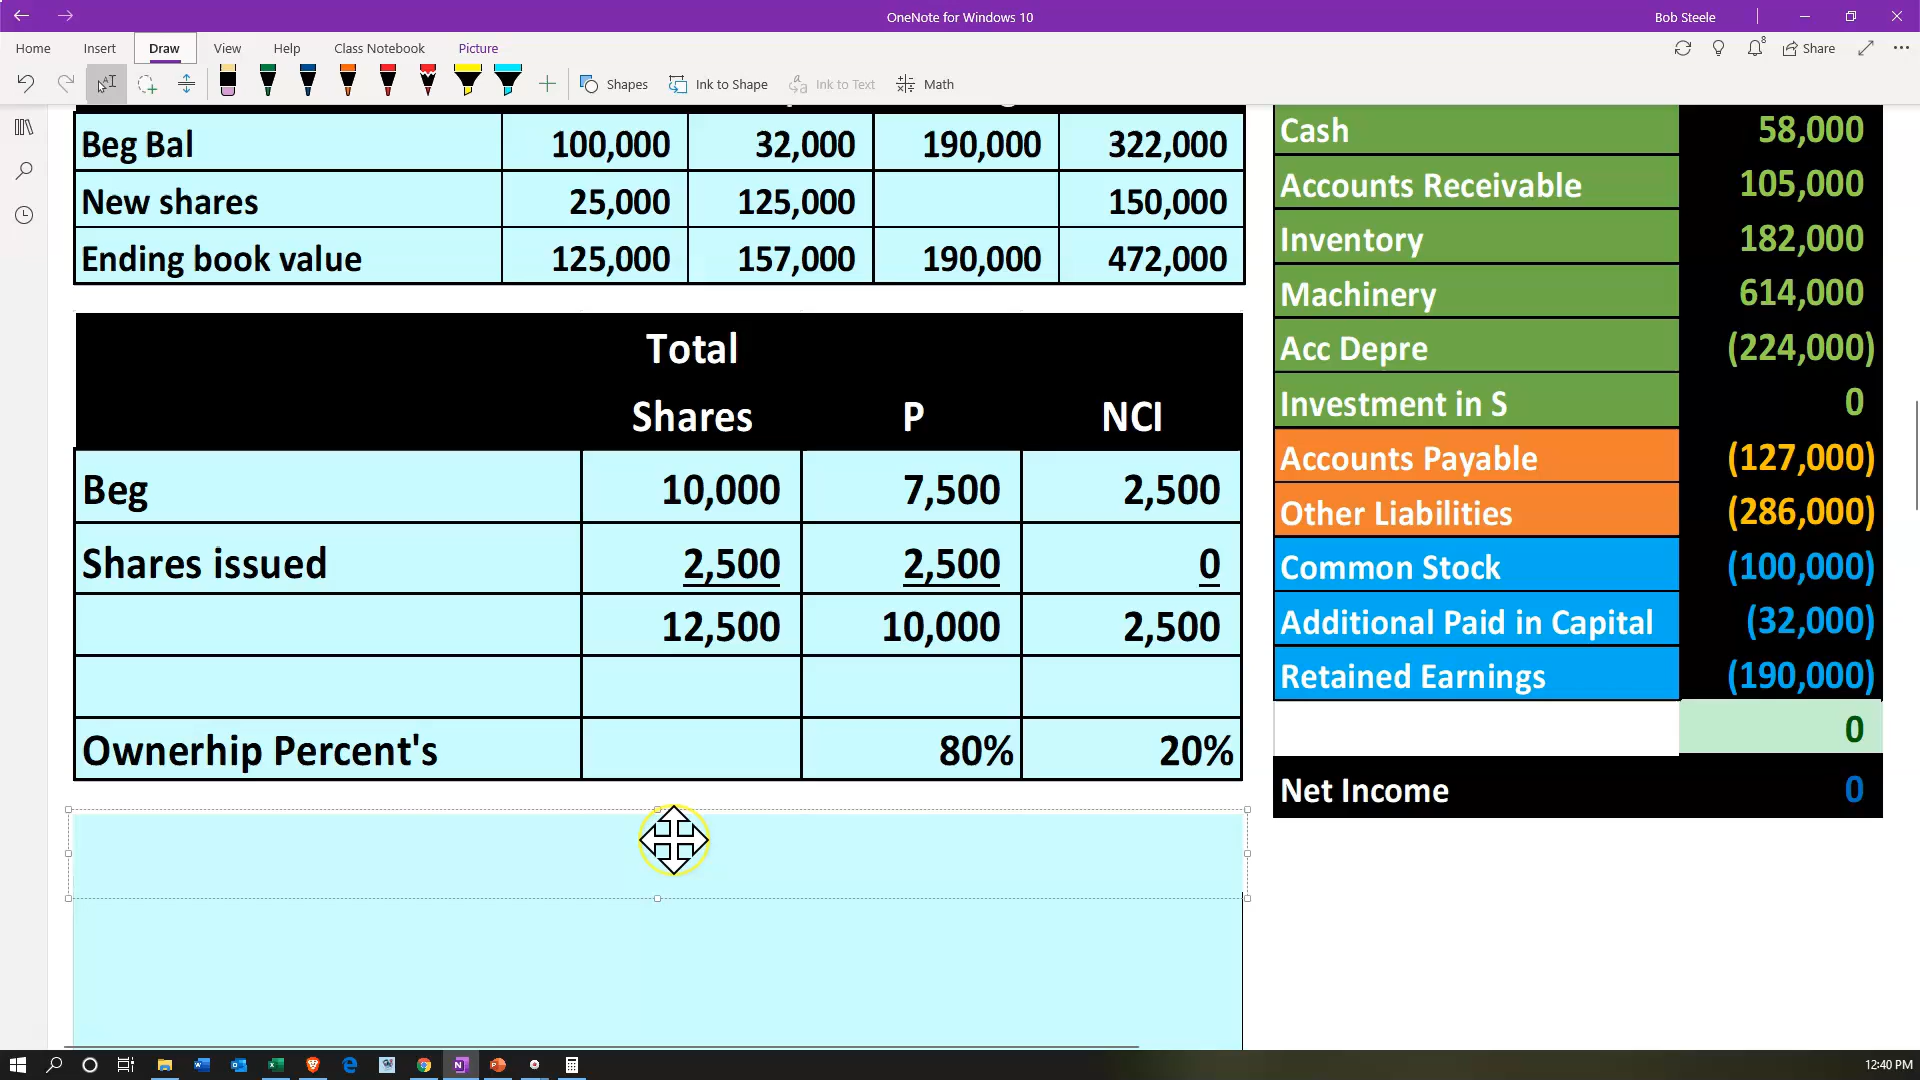 OneNote for Windows 10
Bob Steele
Home Insert Draw View Help Class Notebook Picture
8
Share
Shapes Ink to Shape Ink to Text Math
Beg Bal 100,000 32,000 190,000 322,000
New shares 25,000 125,000 150,000
Ending book value 125,000 157,000 190,000 472,000
Total
Shares P NCI
Beg 10,000 7,500 2,500
Shares issued 2,500 2,500 0
12,500 10,000 2,500
Ownerhip Percent's 80% 20%
Cash 58,000
Accounts Receivable 105,000
Inventory 182,000
Machinery 614,000
Acc Depre (224,000)
Investment in S 0
Accounts Payable (127,000)
Other Liabilities (286,000)
Common Stock (100,000)
Additional Paid in Capital (32,000)
Retained Earnings (190,000)
0
Net Income 0
12:40 PM